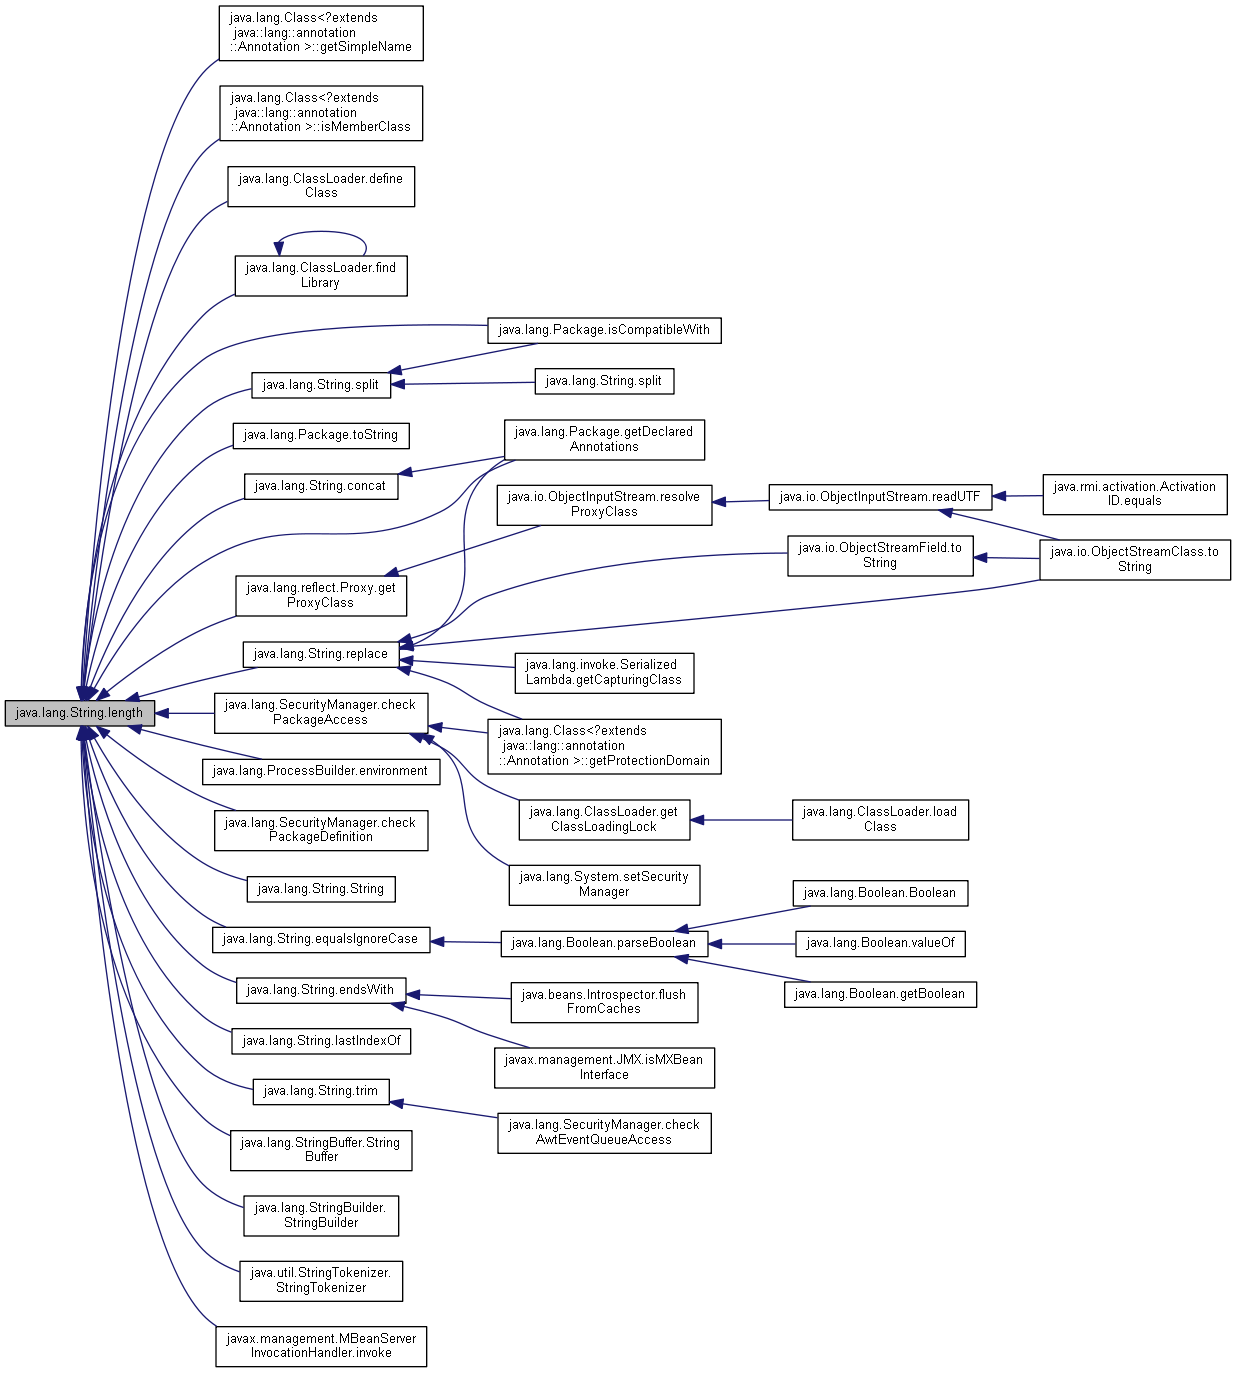 java.lang.Class<?extends
java::lang::annotation
::Annotation >::getSimpleName
java.lang.Class<?extends
java::lang::annotation
::Annotation >::isMemberClass
java.lang.ClassLoader.define
Class
java.lang.ClassLoader.find
Library
java.lang.Package.isCompatibleWith
java.lang.String.split
java.lang.String.split
java.lang.Package.toString
java.lang.Package.getDeclared
Annotations
java.lang.String.concat
java.io.ObjectInputStream.resolve
ProxyClass
java.io.ObjectInputStream.readUTF
java.rmi.activation.Activation
ID.equals
java.io.ObjectStreamField.to
String
java.io.ObjectStreamClass.to
String
java.lang.reflect.Proxy.get
ProxyClass
java.lang.String.replace
java.lang.invoke.Serialized
Lambda.getCapturingClass
java.lang.String.length
java.lang.SecurityManager.check
PackageAccess
java.lang.Class<?extends
java::lang::annotation
::Annotation >::getProtectionDomain
java.lang.ProcessBuilder.environment
java.lang.ClassLoader.get
ClassLoadingLock
java.lang.ClassLoader.load
Class
java.lang.SecurityManager.check
PackageDefinition
java.lang.System.setSecurity
Manager
java.lang.String.String
java.lang.Boolean.Boolean
java.lang.String.equalsIgnoreCase
java.lang.Boolean.parseBoolean
java.lang.Boolean.valueOf
java.lang.String.endsWith
java.beans.Introspector.flush
FromCaches
java.lang.Boolean.getBoolean
java.lang.String.lastIndexOf
javax.management.JMX.isMXBean
Interface
java.lang.String.trim
java.lang.SecurityManager.check
AwtEventQueueAccess
java.lang.StringBuffer.String
Buffer
java.lang.StringBuilder.
StringBuilder
java.util.StringTokenizer.
StringTokenizer
javax.management.MBeanServer
InvocationHandler.invoke